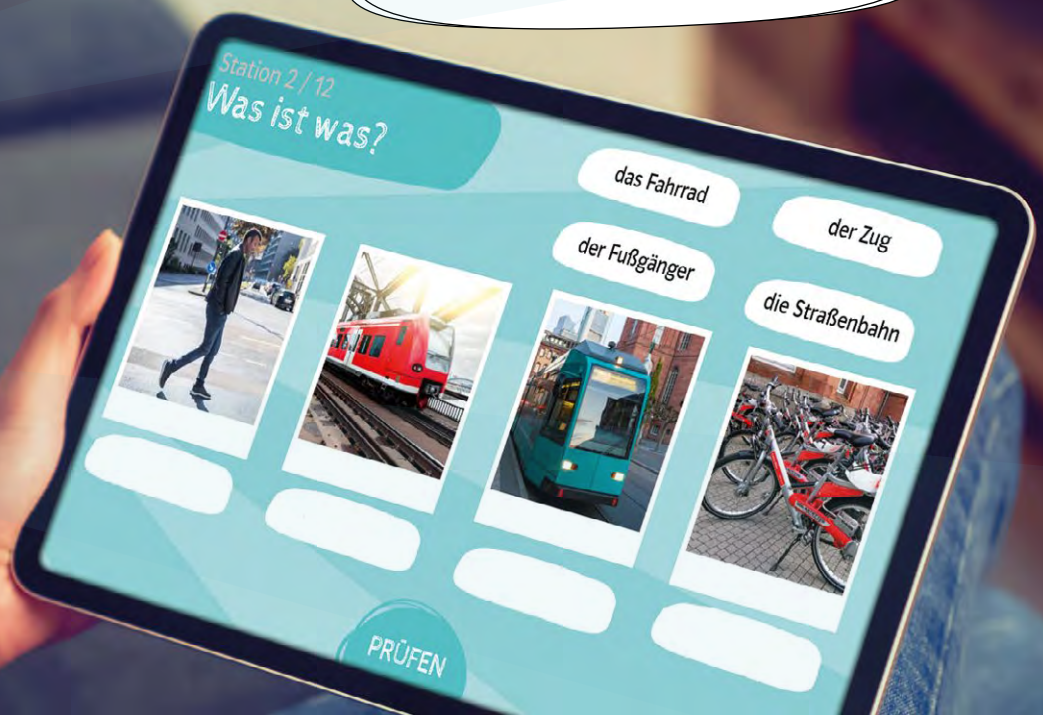 Station 2 / 12
Was ist was?
das Fahrrad
der Zug
der Fußgänger
die Straßenbahn
PRÜFEN